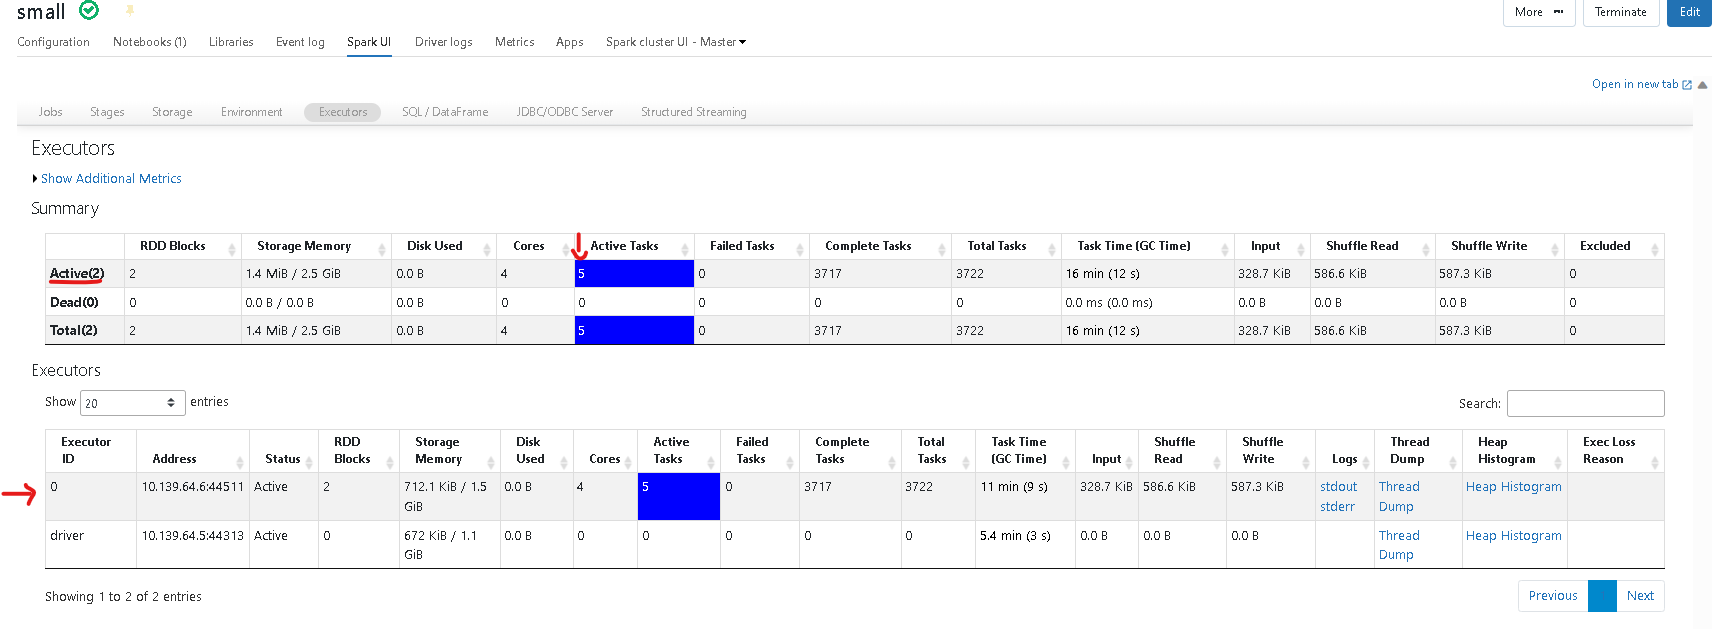 small
More ••• Terminate Edit
Configuration Notebooks (1) Libraries Event log Spark UI Driver logs Metrics Apps Spark cluster UI - Master
Open in new tab
Jobs Stages Storage Environment Executors SQL / DataFrame JDBC/ODBC Server Structured Streaming
Executors
Show Additional Metrics
Summary
RDD Blocks Storage Memory Disk Used Cores Active Tasks Failed Tasks Complete Tasks Total Tasks Task Time (GC Time) Input Shuffle Read Shuffle Write Excluded
Active(2) 2 1.4 MiB / 2.5 GiB 0.0 B 4 5 0 3717 3722 16 min (12 s) 328.7 KiB 586.6 KiB 587.3 KiB 0
Dead(0) 0 0.0 B / 0.0 B 0.0 B 0 0 0 0 0 0.0 ms (0.0 ms) 0.0 B 0.0 B 0.0 B 0
Total(2) 2 1.4 MiB / 2.5 GiB 0.0 B 4 5 0 3717 3722 16 min (12 s) 328.7 KiB 586.6 KiB 587.3 KiB 0
Executors
Show 20 entries Search:
Executor RDD Storage Disk Active Failed Complete Total Task Time Shuffle Shuffle Thread Heap Exec Loss
ID Address Status Blocks Memory Used Cores Tasks Tasks Tasks Tasks (GC Time) Input Read Write Logs Dump Histogram Reason
0 10.139.64.6:44511 Active 2 712.1 KiB / 1.5 0.0 B 4 5 0 3717 3722 11 min (9 s) 328.7 KiB 586.6 KiB 587.3 KiB stdout Thread Heap Histogram
GiB stderr Dump
driver 10.139.64.5:44313 Active 0 672 KiB / 1.1 0.0 B 0 0 0 0 0 5.4 min (3 s) 0.0 B 0.0 B 0.0 B Thread Heap Histogram
GiB Dump
Showing 1 to 2 of 2 entries
Previous Next